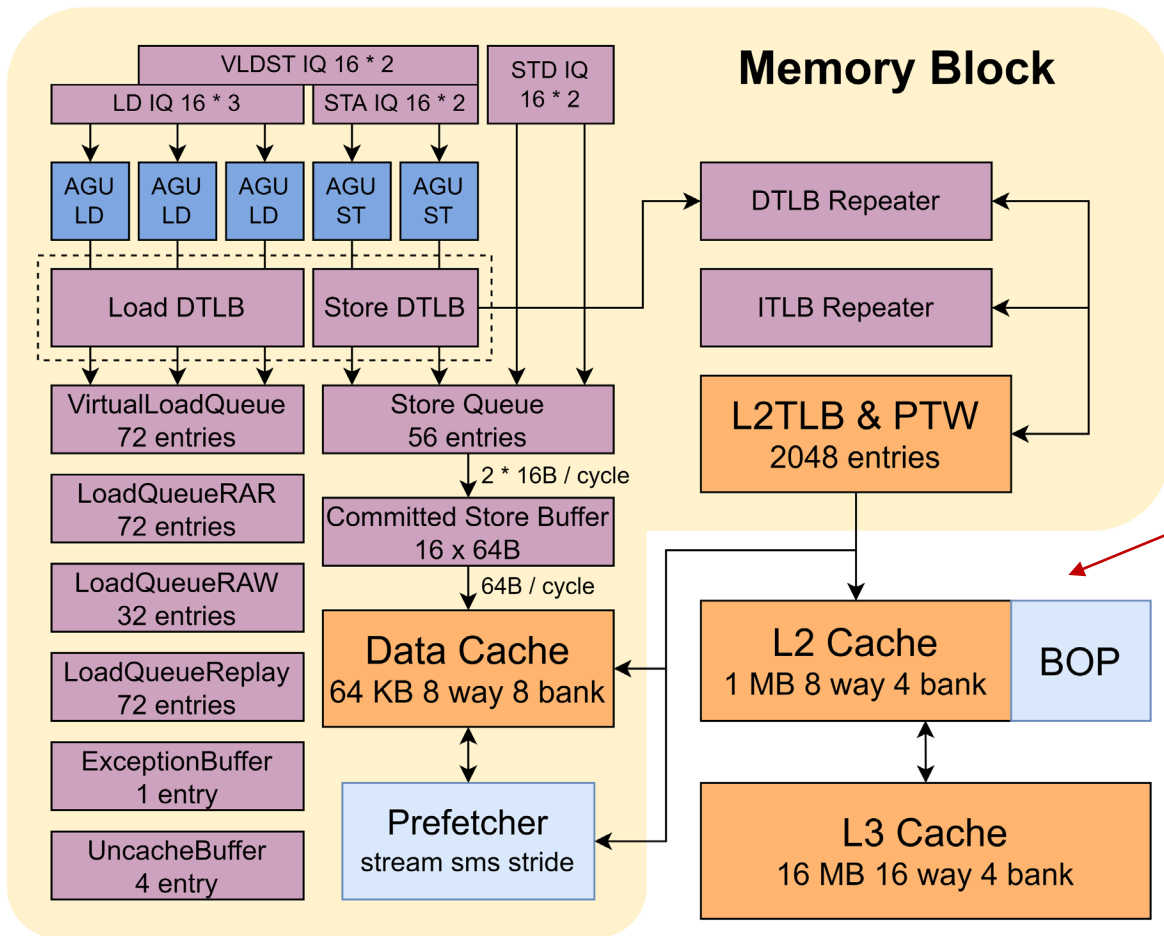 Memory Block
VLDST IQ 16 * 2
LD IQ 16 * 3
STA IQ 16 * 2
STD IQ
16 * 2
AGU
LD
AGU
LD
AGU
LD
AGU
ST
AGU
ST
Load DTLB
Store DTLB
DTLB Repeater
ITLB Repeater
L2TLB & PTW
2048 entries
VirtualLoadQueue
72 entries
LoadQueueRAR
72 entries
LoadQueueRAW
32 entries
LoadQueueReplay
72 entries
ExceptionBuffer
1 entry
UncacheBuffer
4 entry
Store Queue
56 entries
2 * 16B / cycle
Committed Store Buffer
16 x 64B
64B / cycle
Data Cache
64 KB 8 way 8 bank
Prefetcher
stream sms stride
L2 Cache
1 MB 8 way 4 bank
BOP
L3 Cache
16 MB 16 way 4 bank